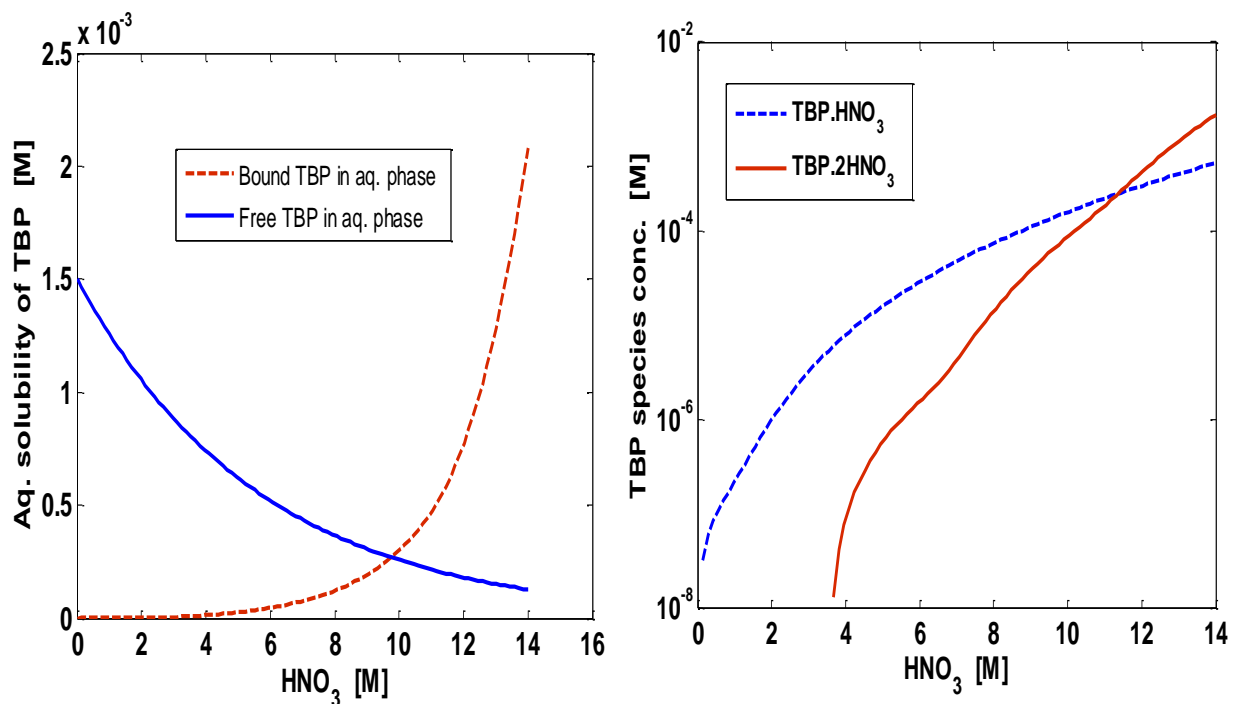 x 10⁻³
2.5
2
1.5
1
0.5
0
Aq. solubility of TBP [M]
Bound TBP in aq. phase
Free TBP in aq. phase
0 2 4 6 8 10 12 14 16
HNO₃ [M]
10⁻²
10⁻⁴
10⁻⁶
10⁻⁸
TBP species conc. [M]
TBP.HNO₃
TBP.2HNO₃
0 2 4 6 8 10 12 14
HNO₃ [M]